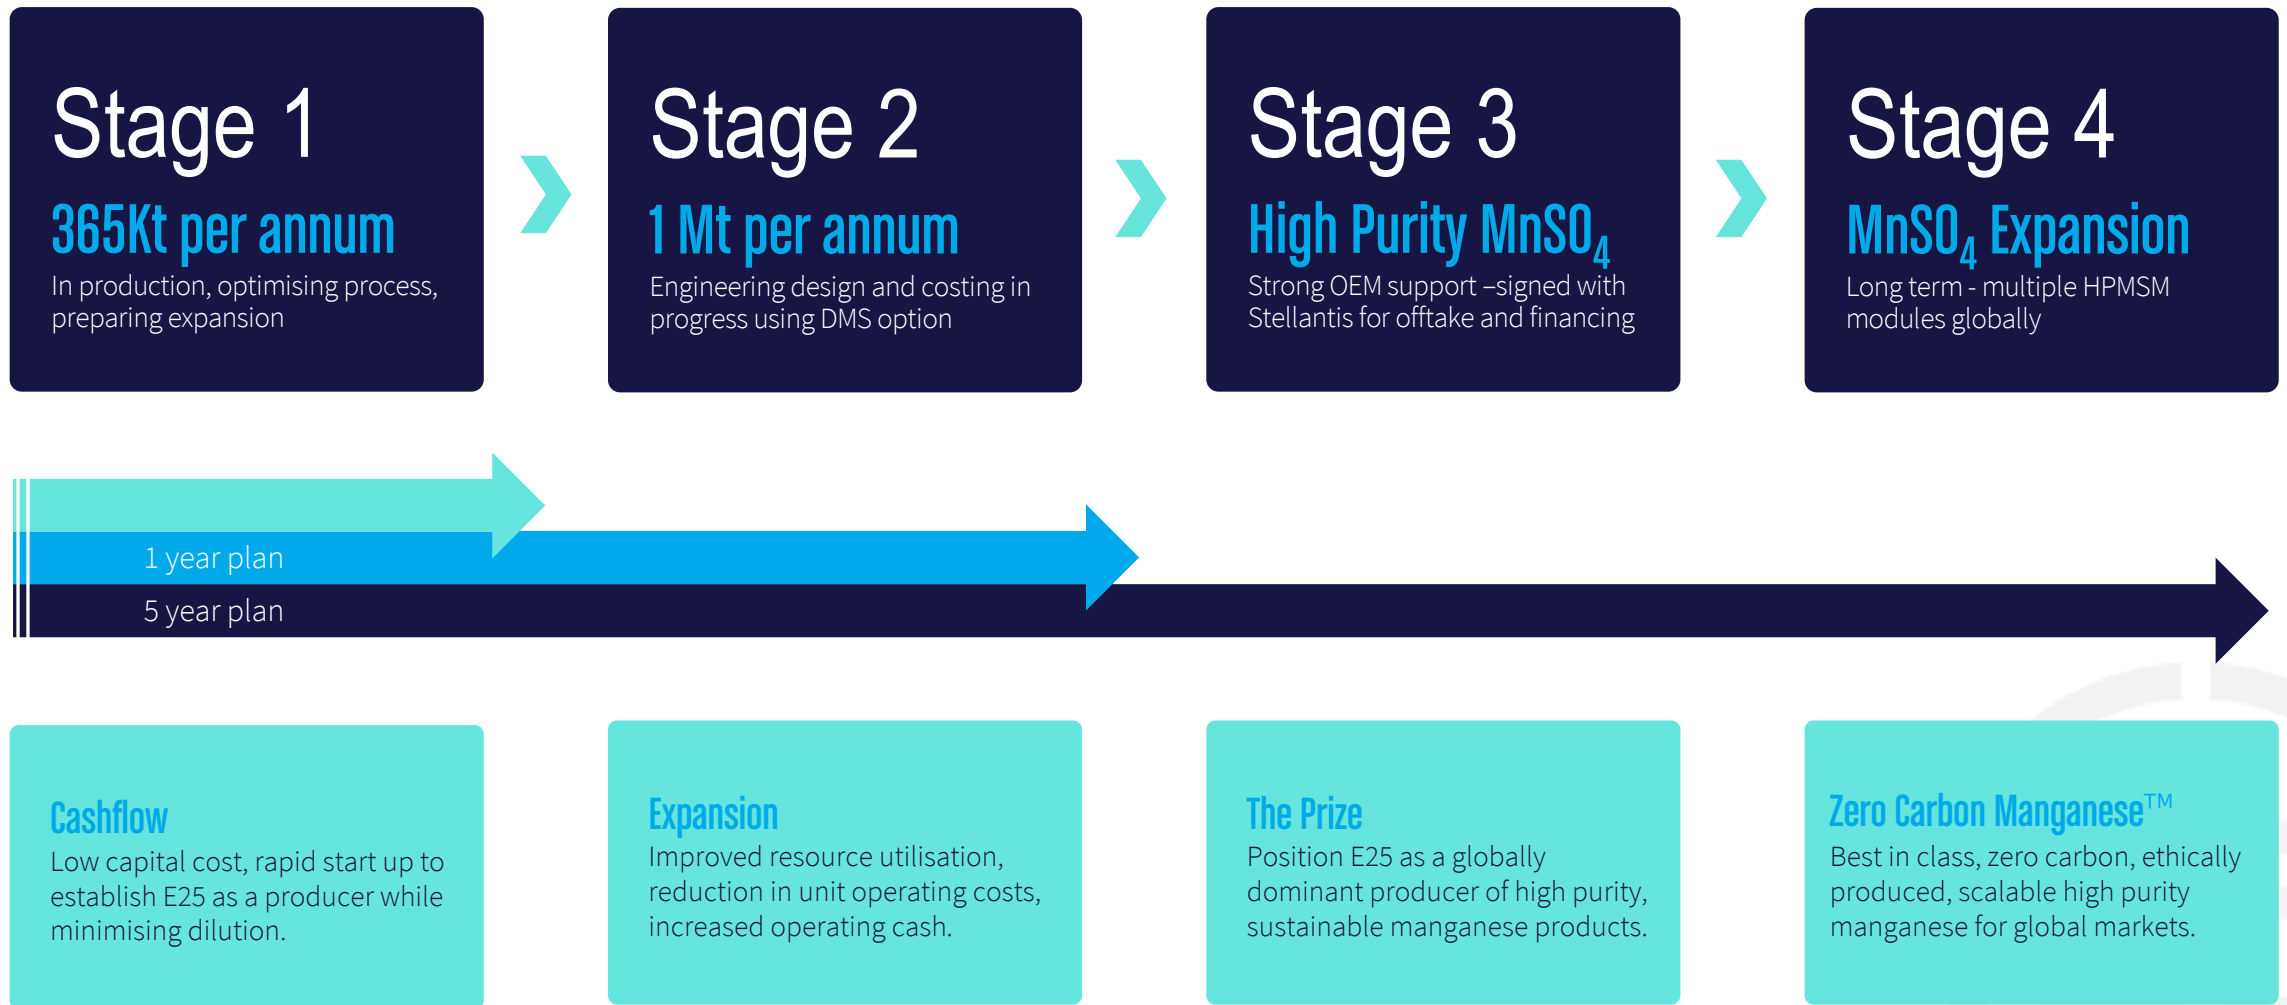 Stage 1
365Kt per annum
In production, optimising process,
preparing expansion
Stage 2
1 Mt per annum
Engineering design and costing in
progress using DMS option
Stage 3
High Purity MnSO₄
Strong OEM support –signed with
Stellantis for offtake and financing
Stage 4
MnSO₄ Expansion
Long term - multiple HPMSM
modules globally
1 year plan
5 year plan
Cashflow
Low capital cost, rapid start up to
establish E25 as a producer while
minimising dilution.
Expansion
Improved resource utilisation,
reduction in unit operating costs,
increased operating cash.
The Prize
Position E25 as a globally
dominant producer of high purity,
sustainable manganese products.
Zero Carbon Manganese™
Best in class, zero carbon, ethically
produced, scalable high purity
manganese for global markets.